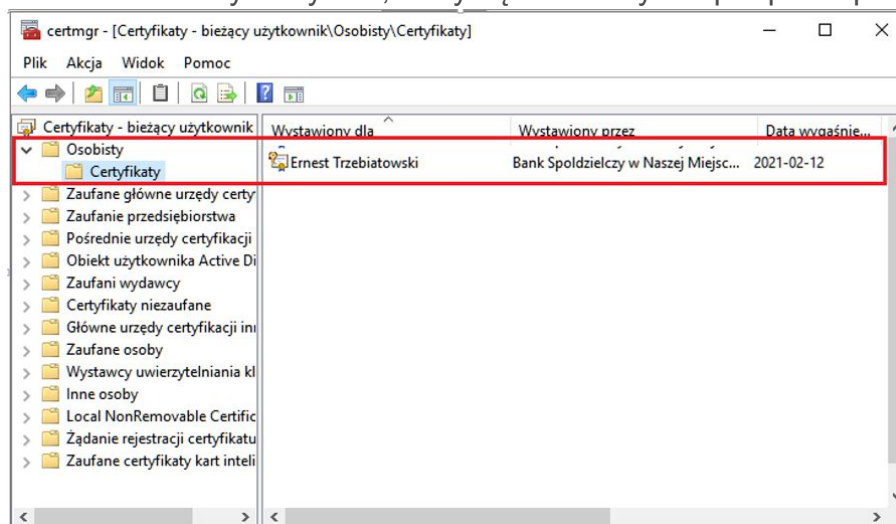 certmgr - [Certyfikaty - bieżący użytkownik\Osobisty\Certyfikaty]
Plik Akcja Widok Pomoc
Certyfikaty - bieżący użytkownik
Wystawiony dla Wystawiony przez Data wygaśnie...
Osobisty
Certyfikaty
Ernest Trzebiatowski Bank Spoldzielczy w Naszej Miejsc... 2021-02-12
Zaufane główne urzędy certy
Zaufanie przedsiębiorstwa
Pośrednie urzędy certyfikacji
Obiekt użytkownika Active Di
Zaufani wydawcy
Certyfikaty niezaufane
Główne urzędy certyfikacji inn
Zaufane osoby
Wystawcy uwierzytelniania kl
Inne osoby
Local NonRemovable Certific
Żądanie rejestracji certyfikatu
Zaufane certyfikaty kart inteli